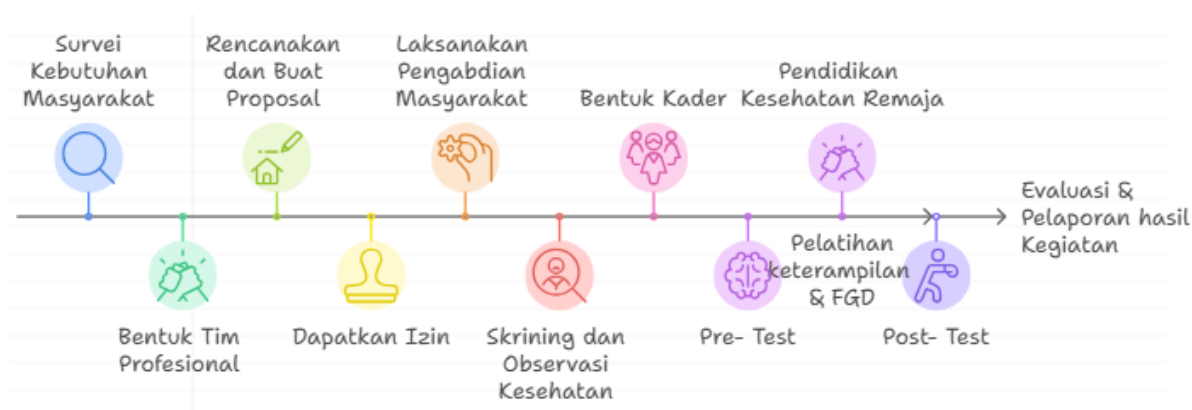 Survei
Kebutuhan
Masyarakat
Bentuk Tim
Profesional
Rencanakan
dan Buat
Proposal
Dapatkan Izin
Laksanakan
Pengabdian
Masyarakat
Skrining dan
Observasi
Kesehatan
Bentuk Kader
Pre- Test
Pendidikan
Kesehatan Remaja
Pelatihan
keterampilan
& FGD
Post- Test
Evaluasi &
Pelaporan hasil
Kegiatan